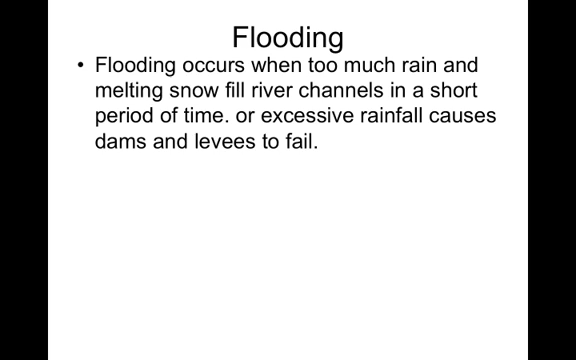 Flooding
• Flooding occurs when too much rain and
melting snow fill river channels in a short
period of time. or excessive rainfall causes
dams and levees to fail.